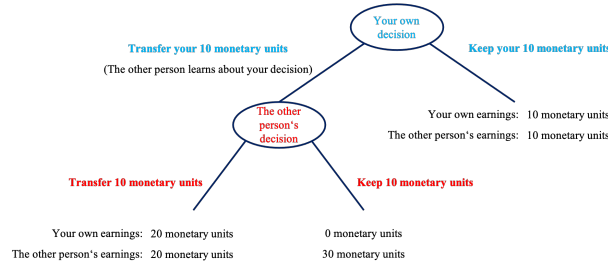 Your own
decision
Transfer your 10 monetary units
Keep your 10 monetary units
(The other person learns about your decision)
The other
person‘s
decision
Your own earnings: 10 monetary units
The other person‘s earnings: 10 monetary units
Transfer 10 monetary units
Keep 10 monetary units
Your own earnings: 20 monetary units
0 monetary units
The other person‘s earnings: 20 monetary units
30 monetary units